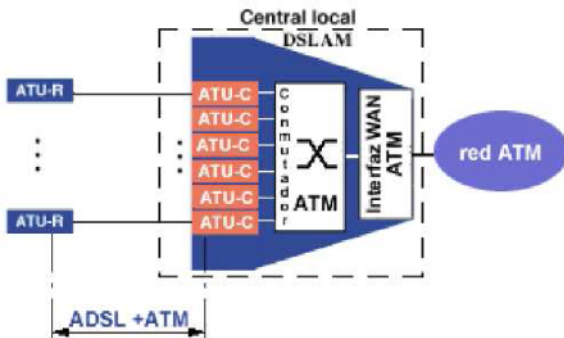 Central local
DSLAM
ATU-R
ATU-C
ATU-C
ATU-C
ATU-C
ATU-C
ATU-R
ATU-C
Conmutador
ATM
Interfaz WAN
ATM
red ATM
ADSL +ATM